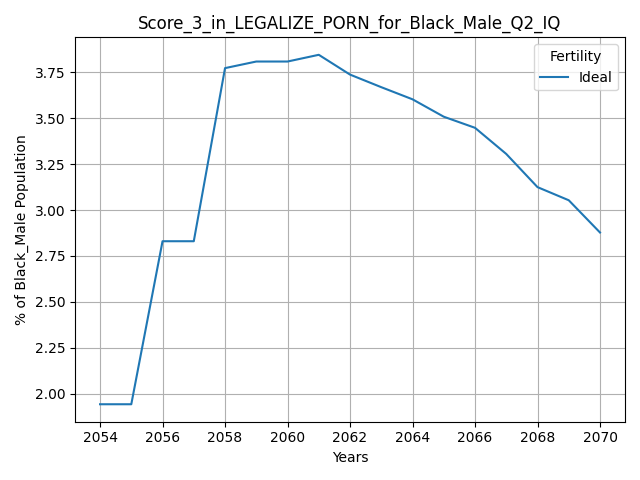 Score_3_in_LEGALIZE_PORN_for_Black_Male_Q2_IQ
Fertility
Ideal
3.75
3.50
3.25
3.00
2.75
2.50
2.25
2.00
% of Black_Male Population
2054 2056 2058 2060 2062 2064 2066 2068 2070
Years